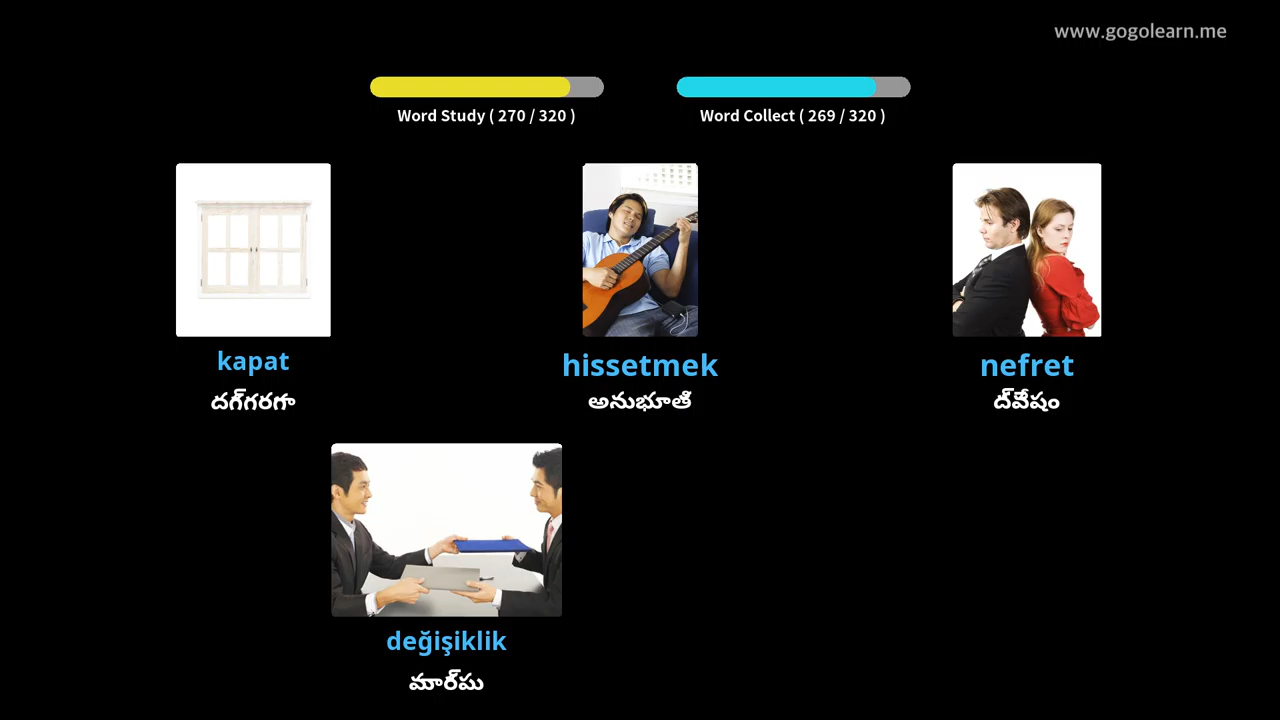 www.gogolearn.me
Word Study ( 270 / 320 )
Word Collect ( 269 / 320 )
kapat
దగ్గరగా
hissetmek
అనుభూతి
nefret
ద్వేషం
değişiklik
మార్పు